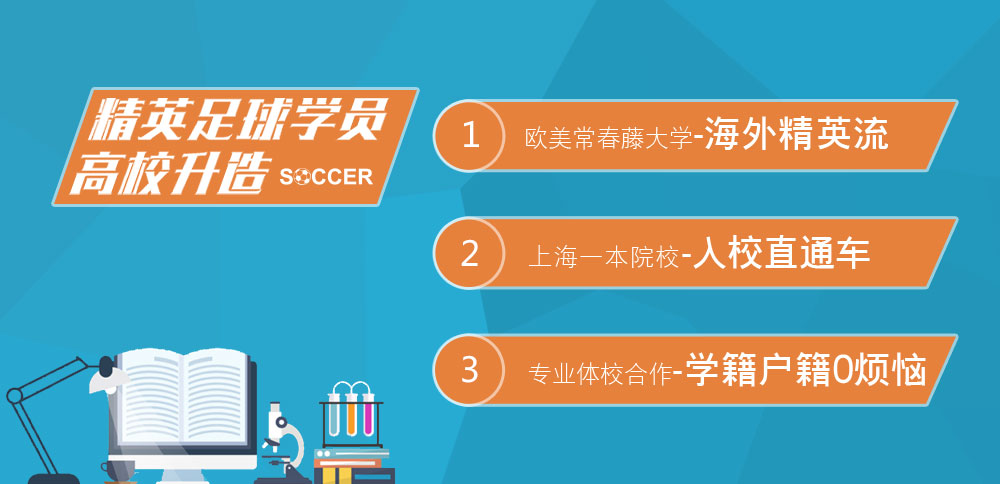 精英足球学员
高校升造 SOCCER
1 欧美常春藤大学-海外精英流
2 上海一本院校-入校直通车
3 专业体校合作-学籍户籍0烦恼